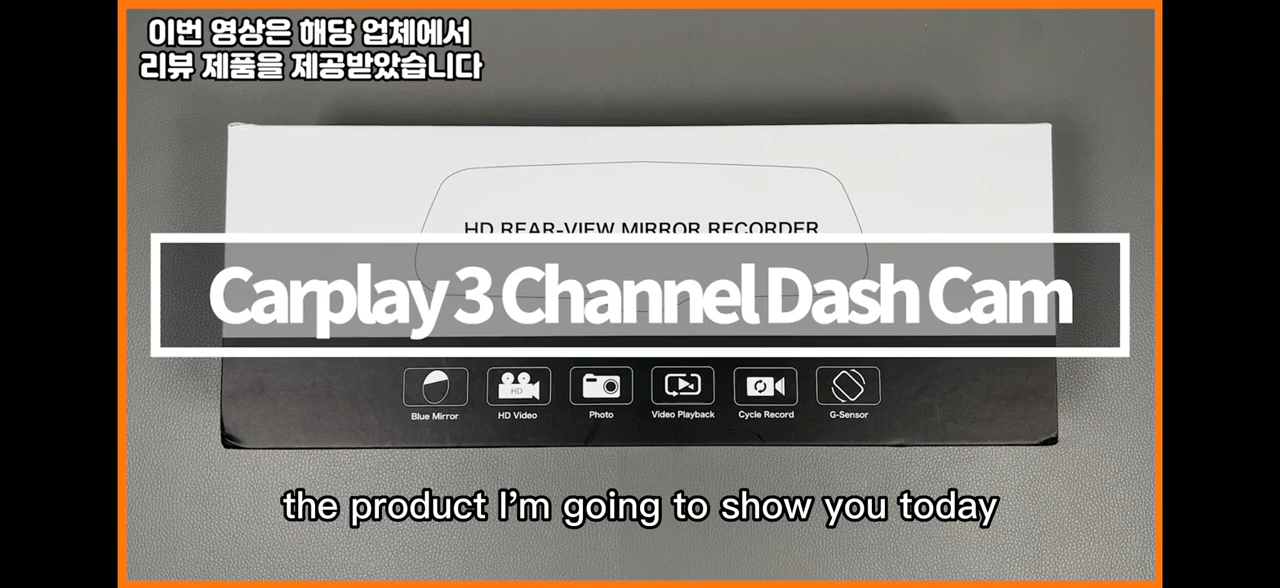 이번 영상은 해당 업체에서
리뷰 제품을 제공받았습니다
HD REAR-VIEW MIRROR RECORDER
Carplay 3 Channel Dash Cam
HD
Blue Mirror HD Video Photo Video Playback Cycle Record G-Sensor
the product I'm going to show you today